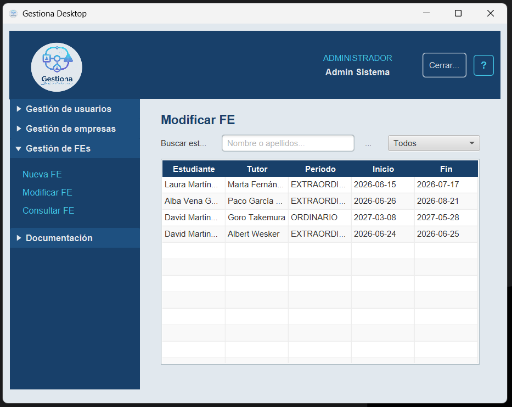 Gestiona Desktop
Gestiona
ADMINISTRADOR
Admin Sistema
Cerrar...
?
Gestión de usuarios
Gestión de empresas
Gestión de FEs
Nueva FE
Modificar FE
Consultar FE
Documentación
Modificar FE
Buscar est... Nombre o apellidos... ... Todos
Estudiante Tutor Periodo Inicio Fin
Laura Martín Marta Fernán... EXTRAORDI... 2026-06-15 2026-07-17
Alba Vena G... Paco García ... EXTRAORDI... 2026-06-26 2026-08-21
David Martin... Goro Takemura ORDINARIO 2027-03-08 2027-05-28
David Martin... Albert Wesker EXTRAORDI... 2026-06-24 2026-06-25